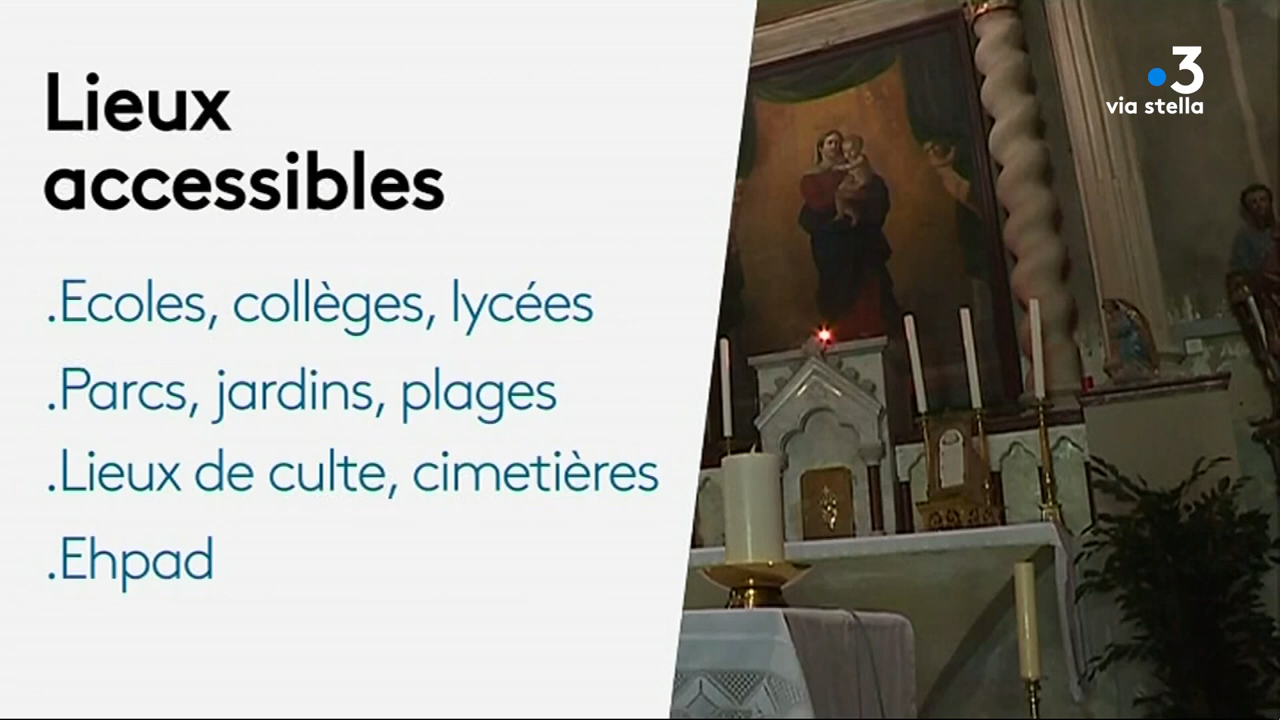 Lieux
accessibles
.Ecoles, collèges, lycées
.Parcs, jardins, plages
.Lieux de culte, cimetières
.Ehpad
3
via stella